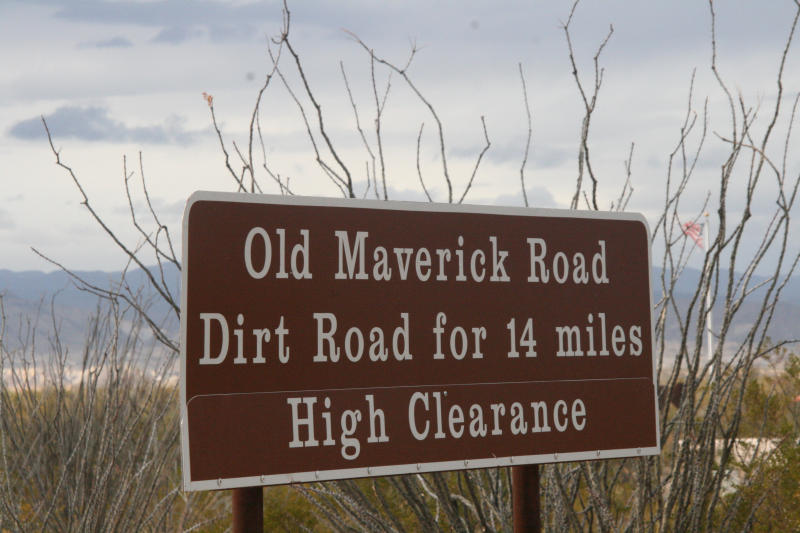 Old Maverick Road
Dirt Road for 14 miles
High Clearance